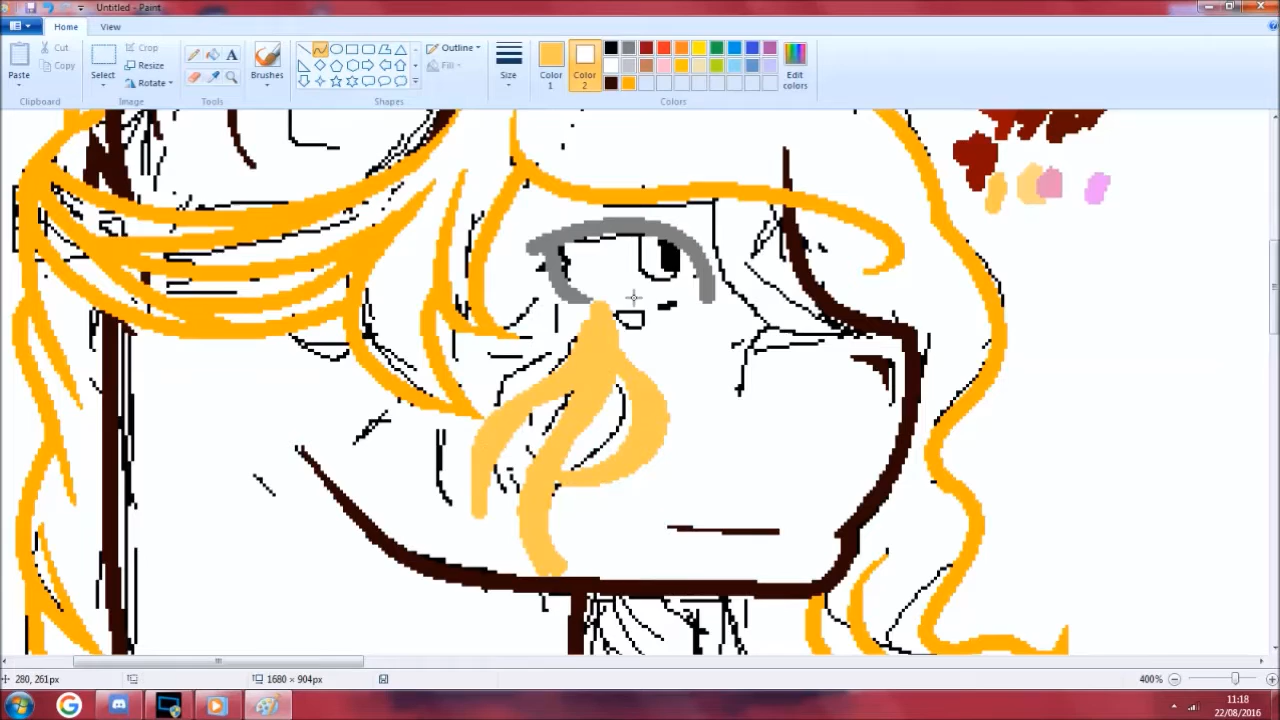 Untitled - Paint
Home View
Paste
Cut
Copy
Clipboard
Select
Crop
Resize
Rotate
Image
A
Tools
Brushes
Outline
Fill
Shapes
Size
Color 1
Color 2
Edit colors
Colors
280, 261px
1680 × 904px
400%
11:18
22/08/2016